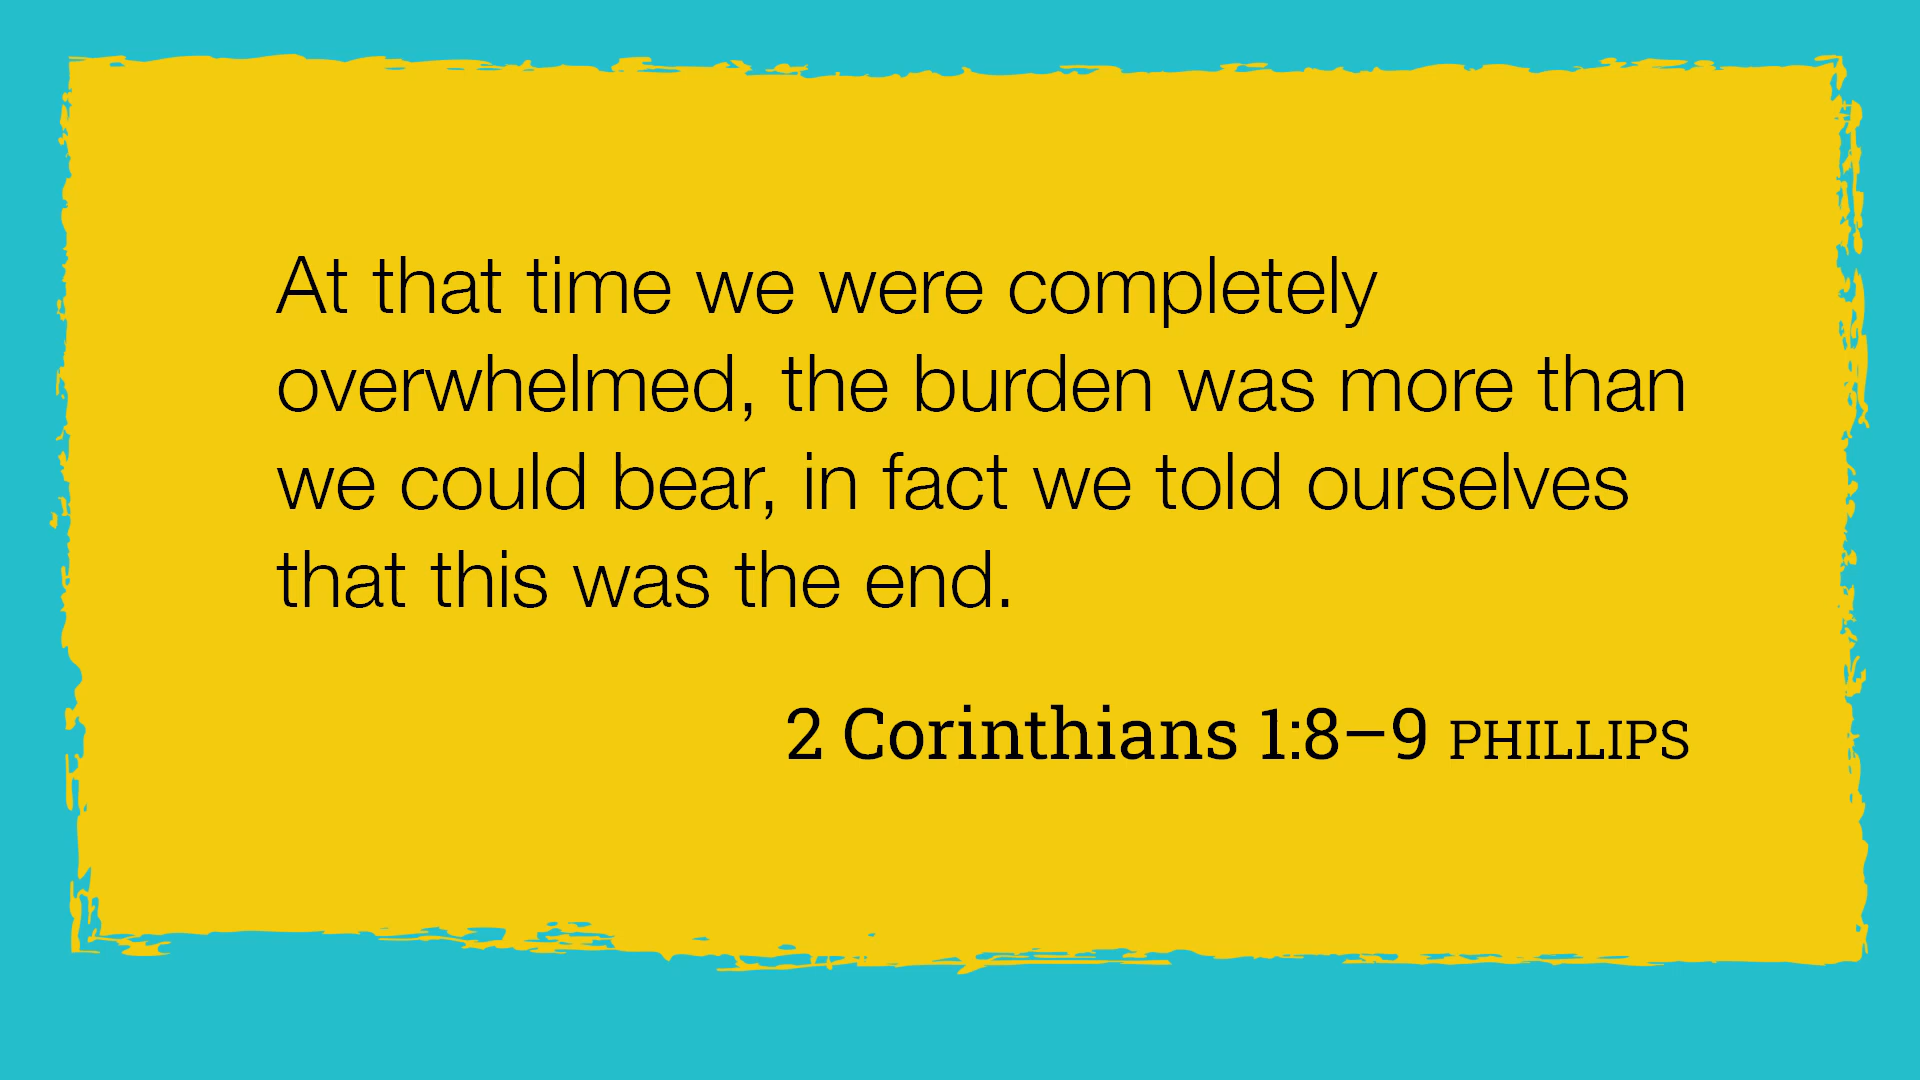 At that time we were completely
overwhelmed, the burden was more than
we could bear, in fact we told ourselves
that this was the end.
2 Corinthians 1:8–9 PHILLIPS